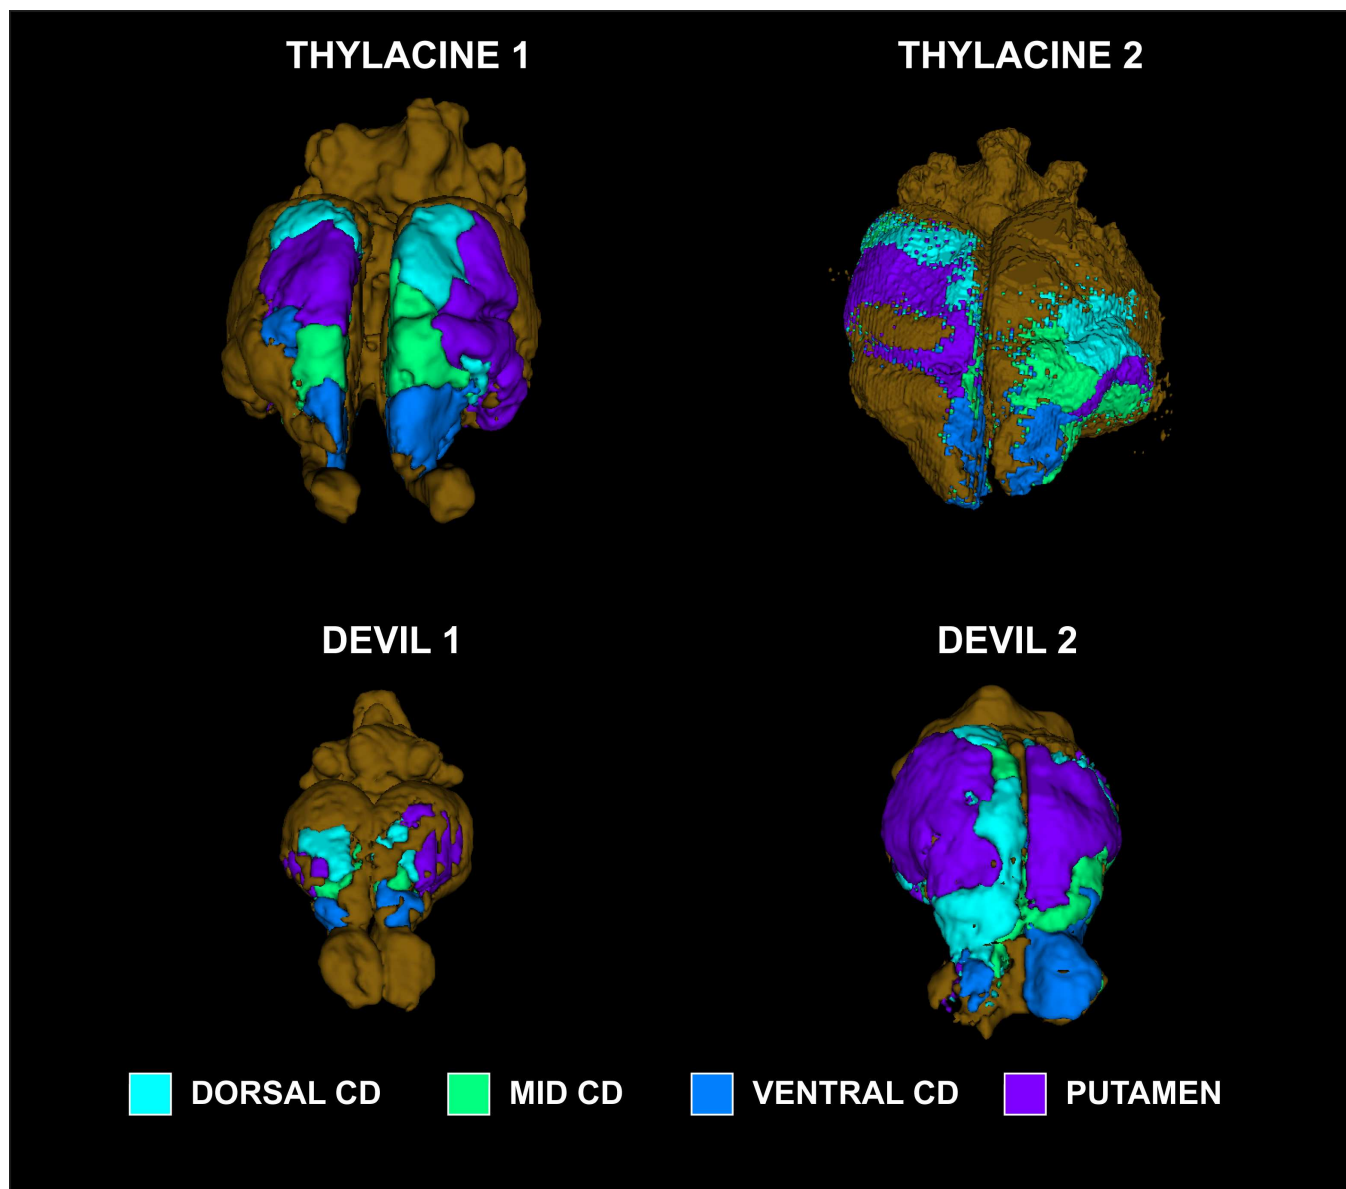 THYLACINE 1
THYLACINE 2
DEVIL 1
DEVIL 2
DORSAL CD
MID CD
VENTRAL CD
PUTAMEN